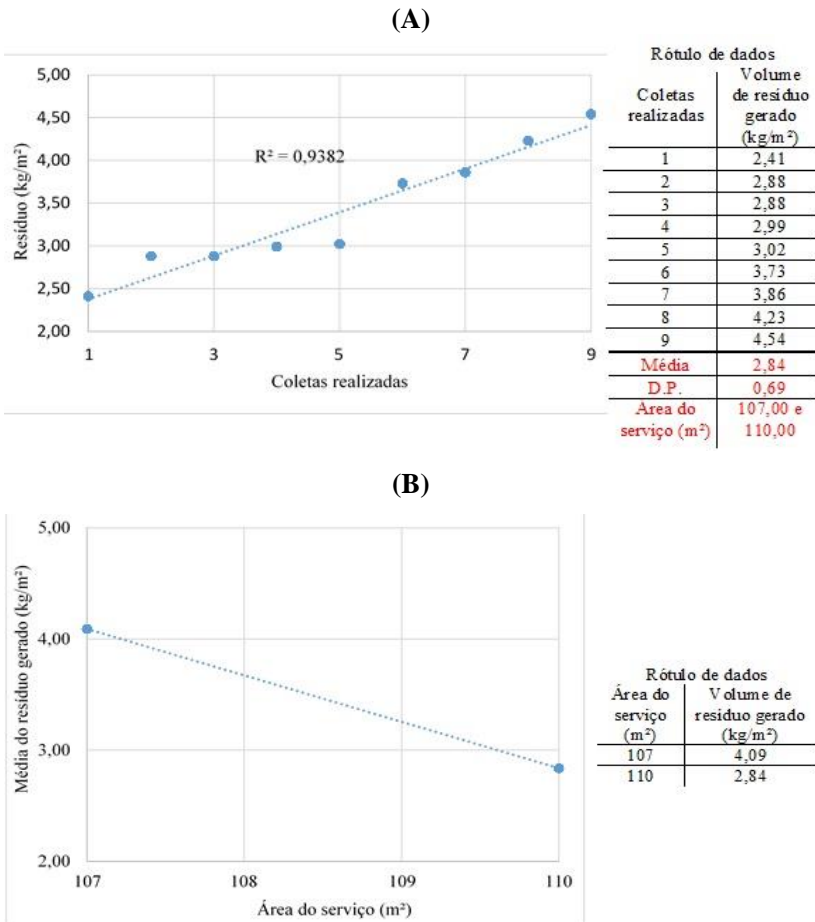 (A)
5,00
4,50
4,00
3,50
3,00
2,50
2,00
Resíduo (kg/m²)
R² = 0,9382
1 3 5 7 9
Coletas realizadas
Rótulo de dados
Coletas realizadas | Volume de resíduo gerado (kg/m²)
1 2,41
2 2,88
3 2,88
4 2,99
5 3,02
6 3,73
7 3,86
8 4,23
9 4,54
Média 2,84
D.P. 0,69
Área do serviço (m²) 107,00 e 110,00
(B)
5,00
4,00
3,00
2,00
Média do resíduo gerado (kg/m²)
107 108 109 110
Área do serviço (m²)
Rótulo de dados
Área do serviço (m²) | Volume de resíduo gerado (kg/m²)
107 4,09
110 2,84